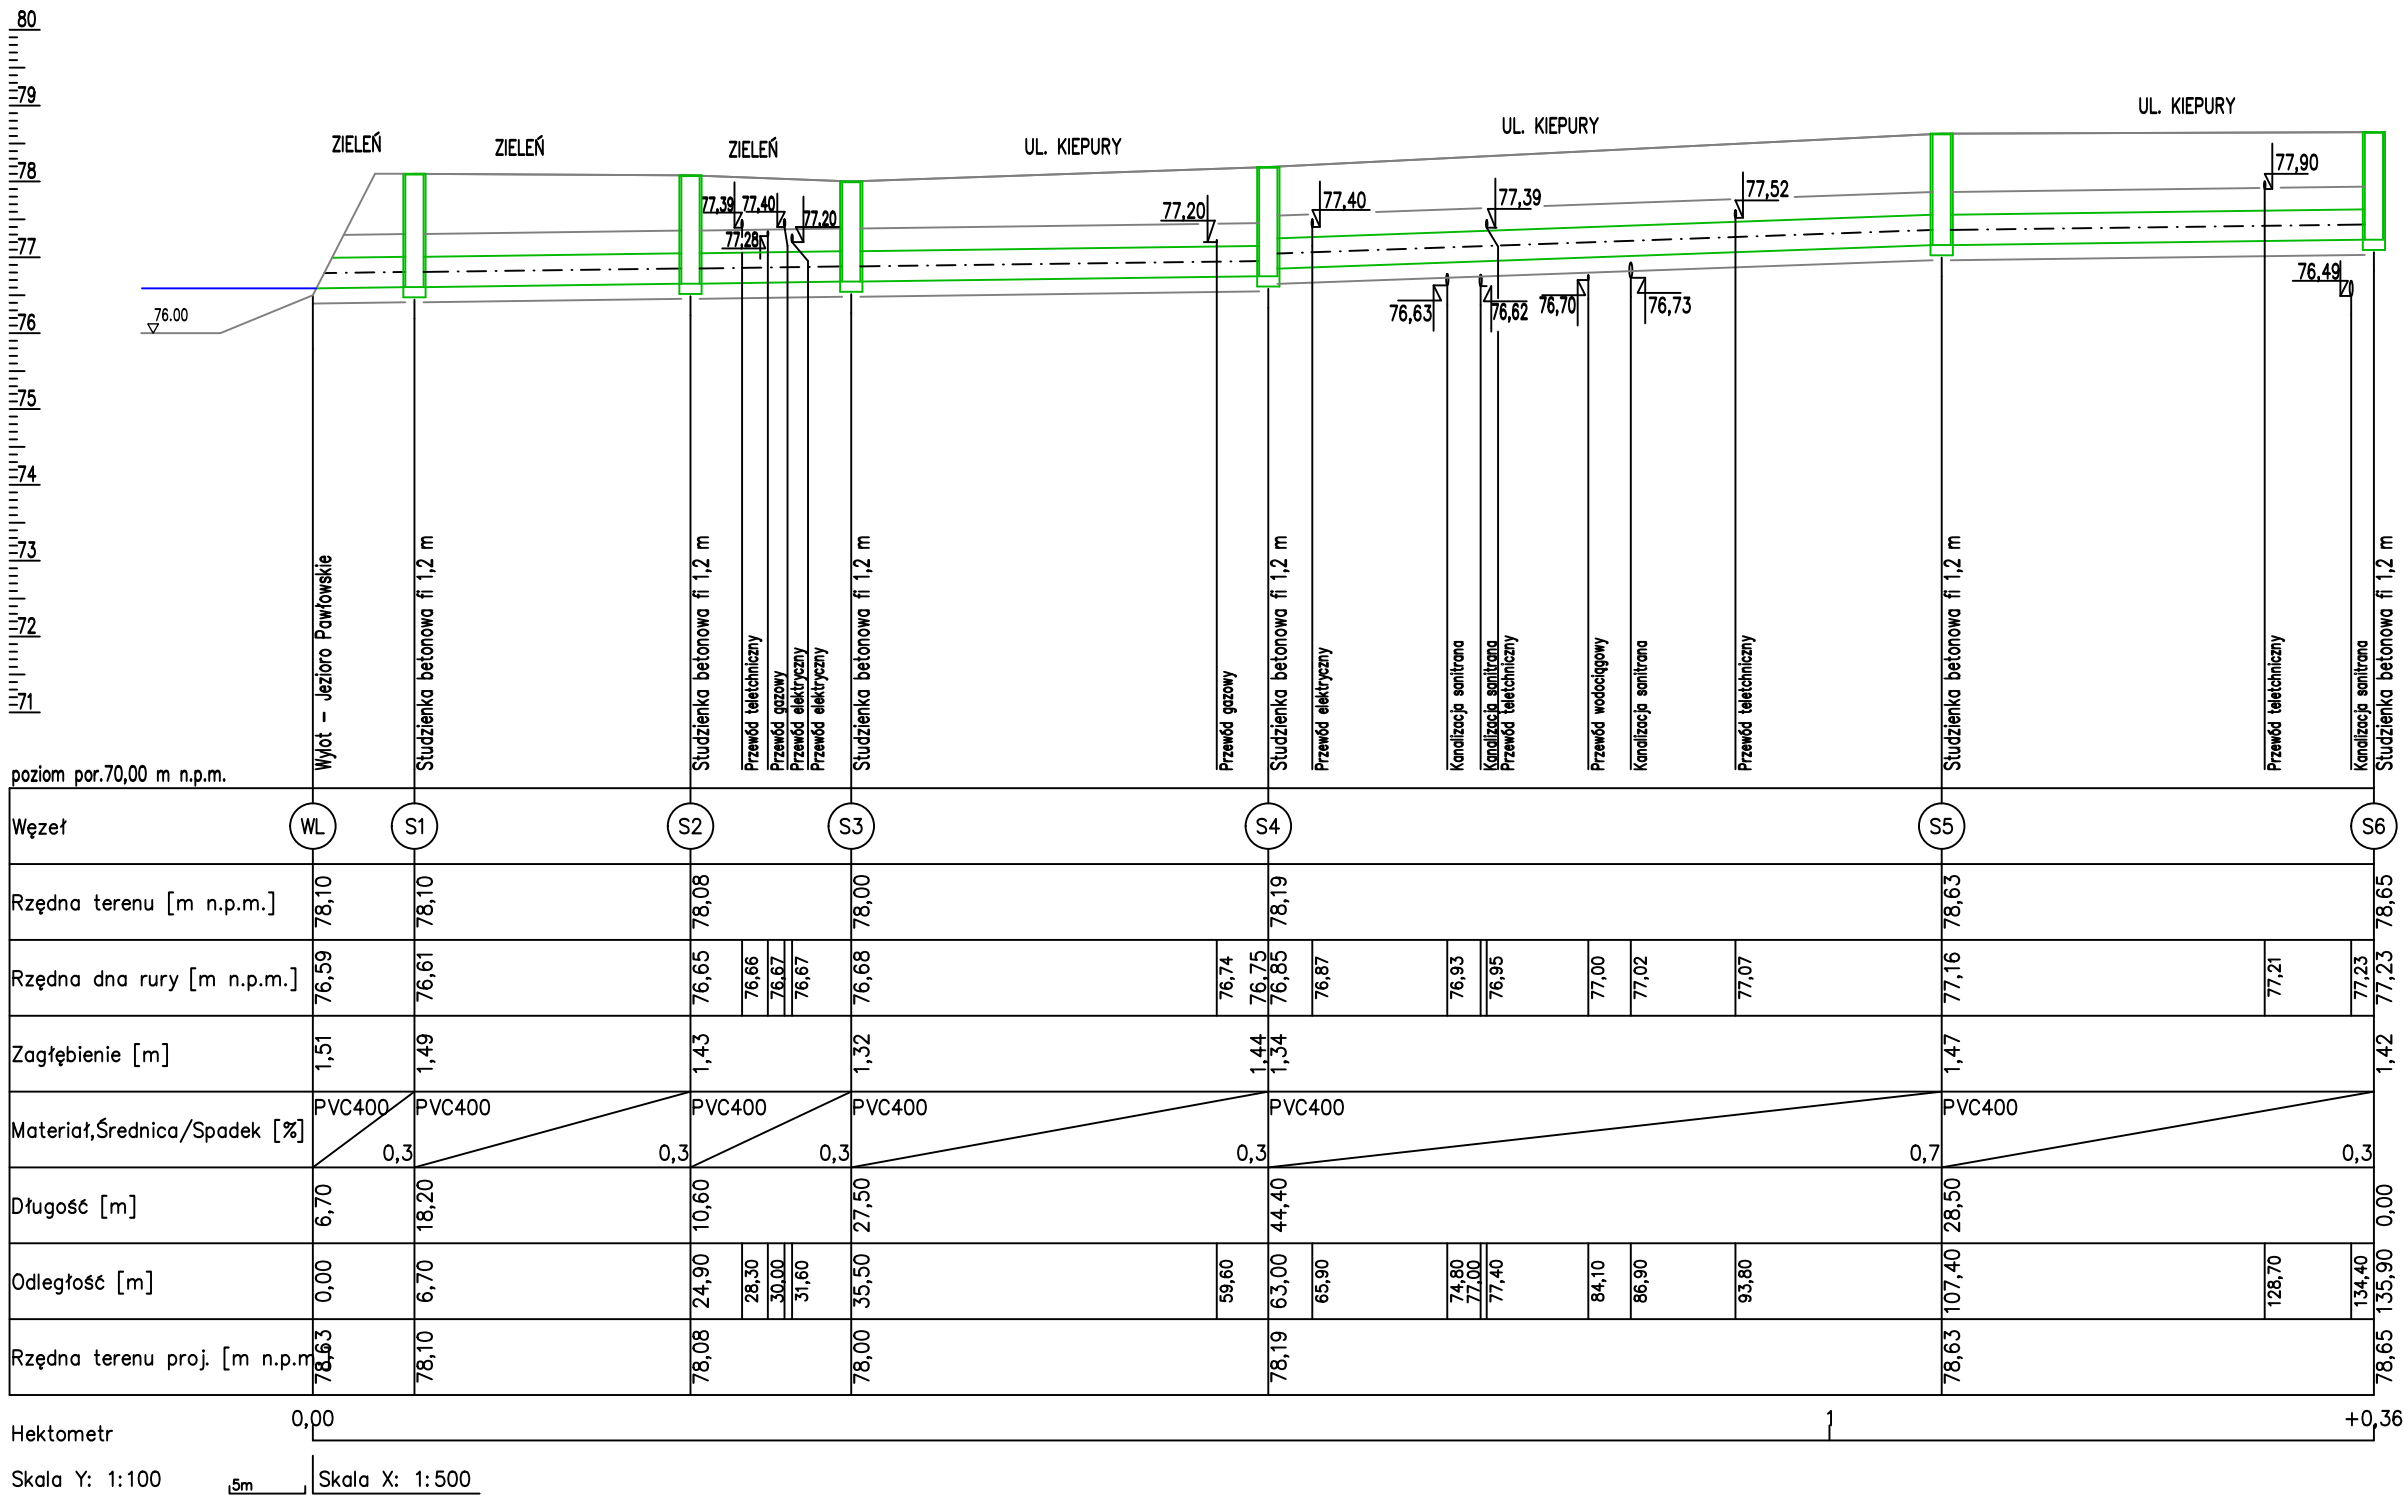 80
79
78
77
76
75
74
73
72
71
ZIELEŃ
ZIELEŃ
ZIELEŃ
UL. KIEPURY
UL. KIEPURY
UL. KIEPURY
77,39
77,40
77,20
77,28
77,20
77,40
77,39
77,52
77,90
76,63
76,62
76,70
76,73
76,49
76.00
Wylot - Jezioro Pawłowskie
Studzienka betonowa fi 1,2 m
Studzienka betonowa fi 1,2 m
Przewód teletchniczny
Przewód gazowy
Przewód elektryczny
Przewód elektryczny
Studzienka betonowa fi 1,2 m
Przewód gazowy
Studzienka betonowa fi 1,2 m
Przewód elektryczny
Kanalizacja sanitrana
Kanalizacja sanitrana
Przewód teletchniczny
Przewód wodociągowy
Kanalizacja sanitrana
Przewód teletchniczny
Studzienka betonowa fi 1,2 m
Przewód teletchniczny
Kanalizacja sanitrana
Studzienka betonowa fi 1,2 m
poziom por.70,00 m n.p.m.
Węzeł WL S1 S2 S3 S4 S5 S6
Rzędna terenu [m n.p.m.] 78,10 78,10 78,08 78,00 78,19 78,63 78,65
Rzędna dna rury [m n.p.m.] 76,59 76,61 76,65 76,66 76,67 76,67 76,68 76,74 76,75 76,85 76,87 76,93 76,95 77,00 77,02 77,07 77,16 77,21 77,23 77,23
Zagłębienie [m] 1,51 1,49 1,43 1,32 1,44 1,34 1,47 1,42
Materiał,Średnica/Spadek [%] PVC400 0,3 PVC400 0,3 PVC400 0,3 PVC400 0,3 PVC400 0,7 PVC400 0,3
Długość [m] 6,70 18,20 10,60 27,50 44,40 28,50 0,00
Odległość [m] 0,00 6,70 24,90 28,30 30,00 31,60 35,50 59,60 63,00 65,90 74,80 77,00 77,40 84,10 86,90 93,80 107,40 128,70 134,40 135,90
Rzędna terenu proj. [m n.p.m.] 78,63 78,10 78,08 78,00 78,19 78,63 78,65
Hektometr 0,00 1 +0,36
Skala Y: 1:100 5m Skala X: 1:500